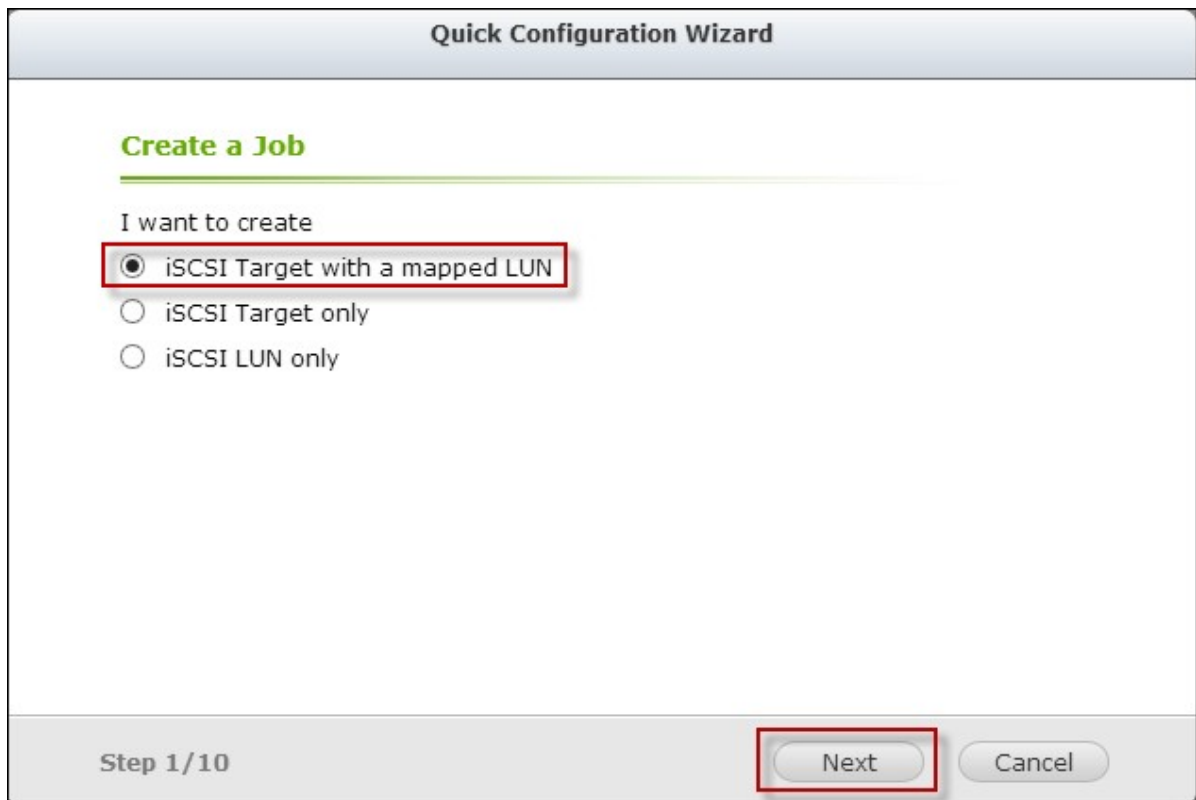 Quick Configuration Wizard
Create a Job
I want to create
iSCSI Target with a mapped LUN
iSCSI Target only
iSCSI LUN only
Step 1/10
Next
Cancel